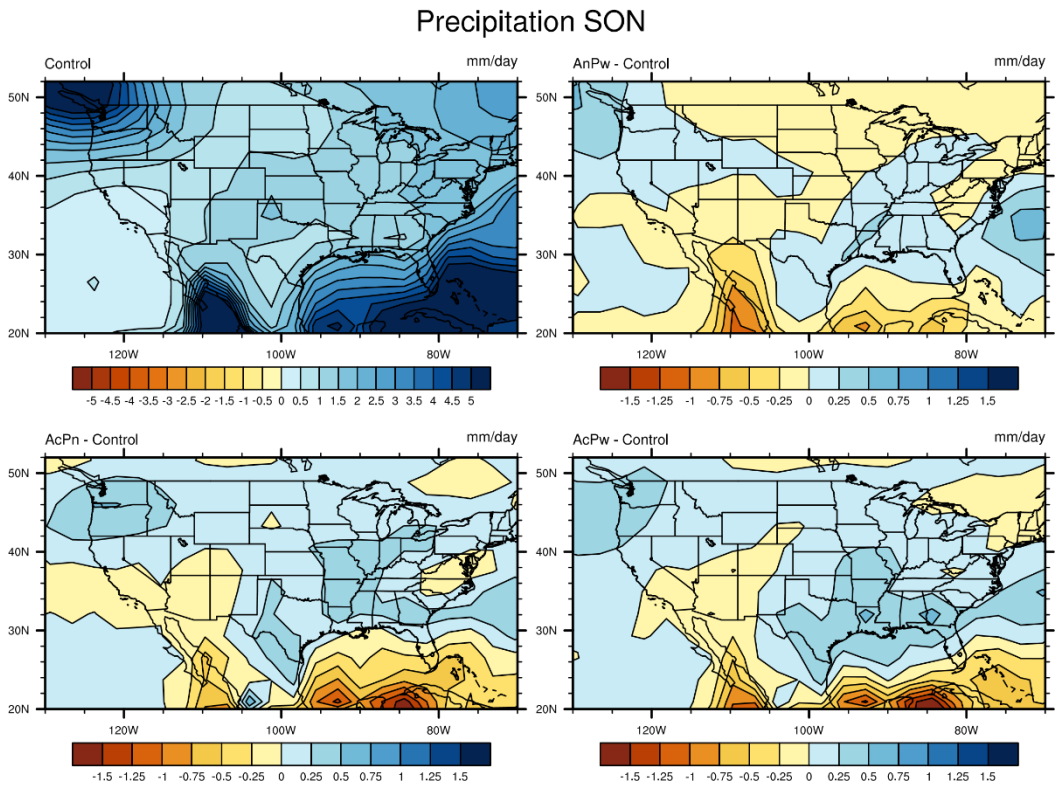 Precipitation SON
Control mm/day
50N
40N
30N
20N
120W 100W 80W
-5 -4.5 -4 -3.5 -3 -2.5 -2 -1.5 -1 -0.5 0 0.5 1 1.5 2 2.5 3 3.5 4 4.5 5
AnPw - Control mm/day
50N
40N
30N
20N
120W 100W 80W
-1.5 -1.25 -1 -0.75 -0.5 -0.25 0 0.25 0.5 0.75 1 1.25 1.5
AcPn - Control mm/day
50N
40N
30N
20N
120W 100W 80W
-1.5 -1.25 -1 -0.75 -0.5 -0.25 0 0.25 0.5 0.75 1 1.25 1.5
AcPw - Control mm/day
50N
40N
30N
20N
120W 100W 80W
-1.5 -1.25 -1 -0.75 -0.5 -0.25 0 0.25 0.5 0.75 1 1.25 1.5